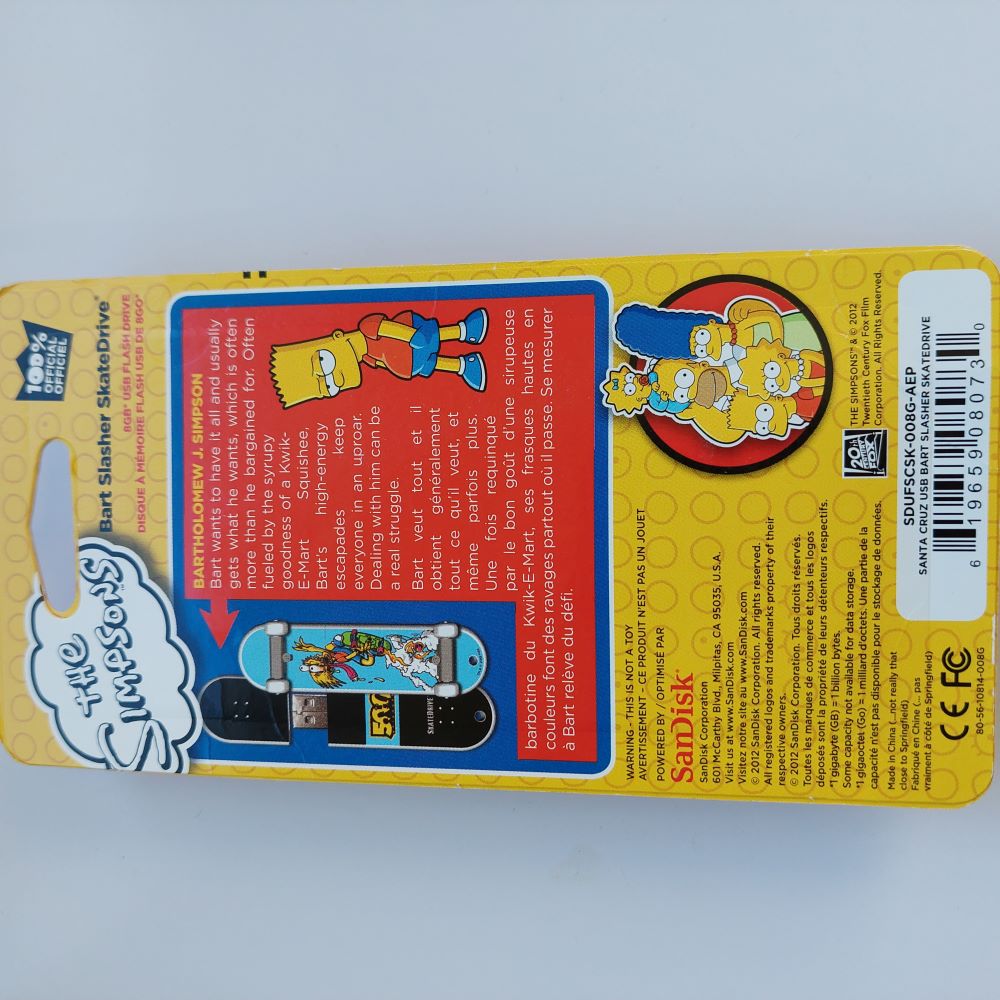 THE
SIMPSONS
100%
OFFICIAL
OFFICIEL
Bart Slasher SkateDrive
8GB* USB FLASH DRIVE
DISQUE À MÉMOIRE FLASH USB DE 8GO*
SKATEDRIVE
BARTHOLOMEW J. SIMPSON
Bart wants to have it all and usually
gets what he wants, which is often
more than he bargained for. Often
fueled by the syrupy
goodness of a Kwik-
E-Mart Squishee,
Bart's high-energy
escapades keep
everyone in an uproar.
Dealing with him can be
a real struggle.
Bart veut tout et il
obtient généralement
tout ce qu'il veut, et
même parfois plus.
Une fois requinqué
par le bon goût d'une sirupeuse
barbotine du Kwik-E-Mart, ses frasques hautes en
couleurs font des ravages partout où il passe. Se mesurer
à Bart relève du défi.
WARNING - THIS IS NOT A TOY
AVERTISSEMENT - CE PRODUIT N'EST PAS UN JOUET
POWERED BY / OPTIMISÉ PAR
SanDisk
SanDisk Corporation
601 McCarthy Blvrd., Milpitas, CA 95035, U.S.A.
Visit us at www.SanDisk.com
Visitez notre site au www.SanDisk.com
© 2012 SanDisk Corporation. All rights reserved.
All registered logos and trademarks property of their
respective owners.
© 2012 SanDisk Corporation. Tous droits réservés.
Toutes les marques de commerce et tous les logos
déposés sont la propriété de leurs détenteurs respectifs.
*1 gigabyte (GB) = 1 billion bytes.
Some capacity not available for data storage.
*1 gigaoctet (Go) = 1 milliard d'octets. Une partie de la
capacité n'est pas disponible pour le stockage de données.
Made in China (...not really that
close to Springfield)
Fabriqué en Chine (... pas
vraiment à côté de Springfield)
CE FC
80-56-10814-008G
20th
CENTURY
FOX
THE SIMPSONS™ & © 2012
Twentieth Century Fox Film
Corporation. All Rights Reserved.
SDUFSCSK-008G-AEP
SANTA CRUZ USB BART SLASHER SKATEDRIVE
6 19659 08073 0